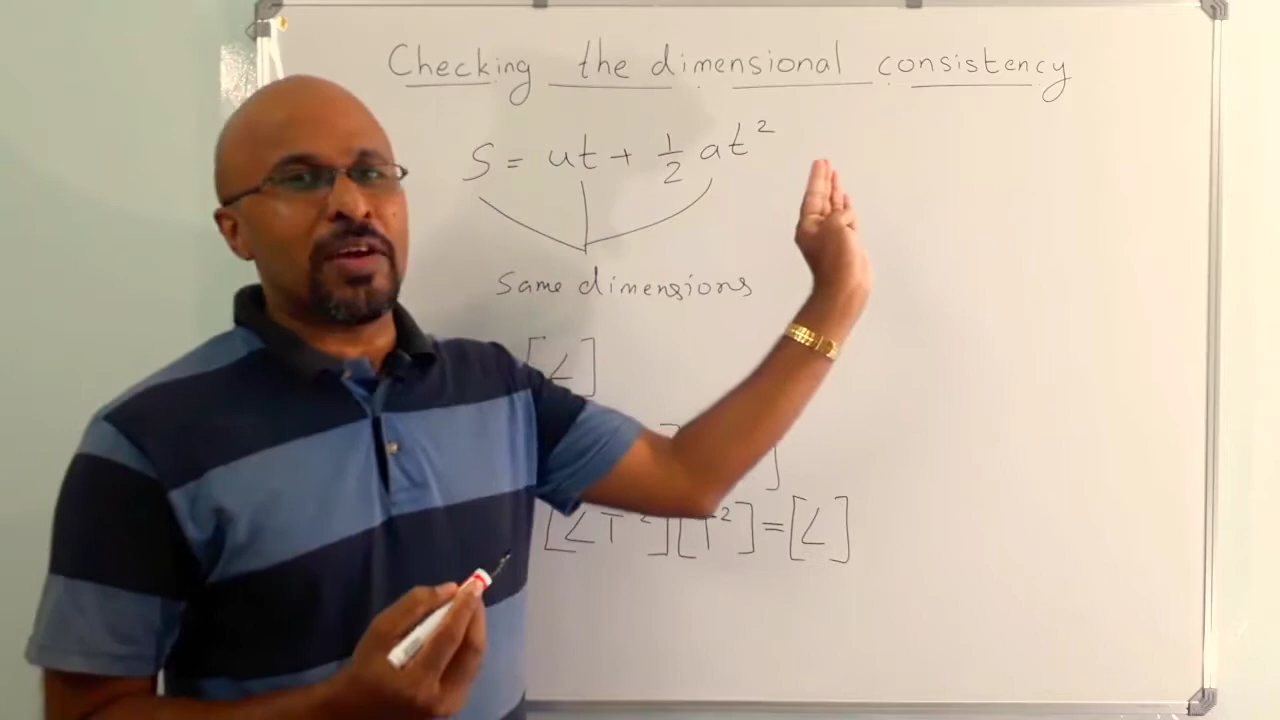 Checking the dimensional consistency
S = ut + 1/2 at²
Same dimensions
[L]
]
[LT⁻²][T²]=[L]